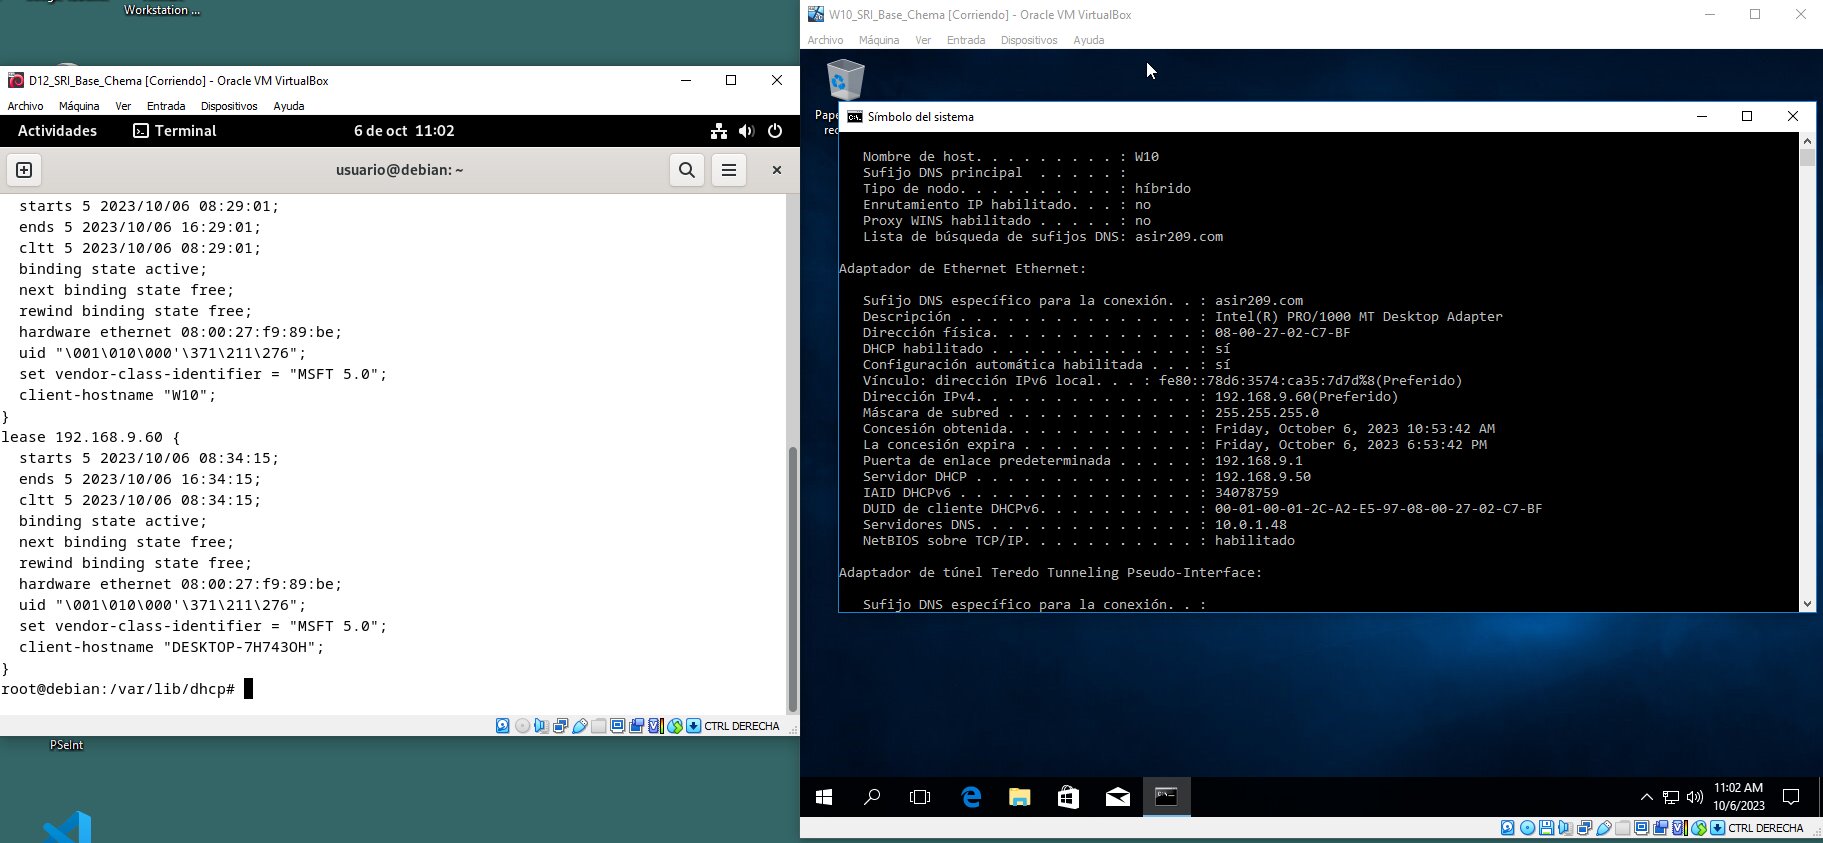 Workstation ...
D12_SRI_Base_Chema [Corriendo] - Oracle VM VirtualBox
Archivo Máquina Ver Entrada Dispositivos Ayuda
Actividades Terminal 6 de oct 11:02
usuario@debian: ~
starts 5 2023/10/06 08:29:01;
ends 5 2023/10/06 16:29:01;
cltt 5 2023/10/06 08:29:01;
binding state active;
next binding state free;
rewind binding state free;
hardware ethernet 08:00:27:f9:89:be;
uid "\001\010\000'\371\211\276";
set vendor-class-identifier = "MSFT 5.0";
client-hostname "W10";
}
lease 192.168.9.60 {
starts 5 2023/10/06 08:34:15;
ends 5 2023/10/06 16:34:15;
cltt 5 2023/10/06 08:34:15;
binding state active;
next binding state free;
rewind binding state free;
hardware ethernet 08:00:27:f9:89:be;
uid "\001\010\000'\371\211\276";
set vendor-class-identifier = "MSFT 5.0";
client-hostname "DESKTOP-7H743OH";
}
root@debian:/var/lib/dhcp#
CTRL DERECHA
PSeInt
W10_SRI_Base_Chema [Corriendo] - Oracle VM VirtualBox
Archivo Máquina Ver Entrada Dispositivos Ayuda
Pape
rec
Símbolo del sistema
Nombre de host. . . . . . . . . : W10
Sufijo DNS principal  . . . . . :
Tipo de nodo. . . . . . . . . . : híbrido
Enrutamiento IP habilitado. . . : no
Proxy WINS habilitado . . . . . : no
Lista de búsqueda de sufijos DNS: asir209.com
Adaptador de Ethernet Ethernet:
Sufijo DNS específico para la conexión. . : asir209.com
Descripción . . . . . . . . . . . . . . . : Intel(R) PRO/1000 MT Desktop Adapter
Dirección física. . . . . . . . . . . . . : 08-00-27-02-C7-BF
DHCP habilitado . . . . . . . . . . . . . : sí
Configuración automática habilitada . . . : sí
Vínculo: dirección IPv6 local. . . : fe80::78d6:3574:ca35:7d7d%8(Preferido)
Dirección IPv4. . . . . . . . . . . . . . : 192.168.9.60(Preferido)
Máscara de subred . . . . . . . . . . . . : 255.255.255.0
Concesión obtenida. . . . . . . . . . . . : Friday, October 6, 2023 10:53:42 AM
La concesión expira . . . . . . . . . . . : Friday, October 6, 2023 6:53:42 PM
Puerta de enlace predeterminada . . . . . : 192.168.9.1
Servidor DHCP . . . . . . . . . . . . . . : 192.168.9.50
IAID DHCPv6 . . . . . . . . . . . . . . . : 34078759
DUID de cliente DHCPv6. . . . . . . . . . : 00-01-00-01-2C-A2-E5-97-08-00-27-02-C7-BF
Servidores DNS. . . . . . . . . . . . . . : 10.0.1.48
NetBIOS sobre TCP/IP. . . . . . . . . . . : habilitado
Adaptador de túnel Teredo Tunneling Pseudo-Interface:
Sufijo DNS específico para la conexión. . :
11:02 AM
10/6/2023
CTRL DERECHA